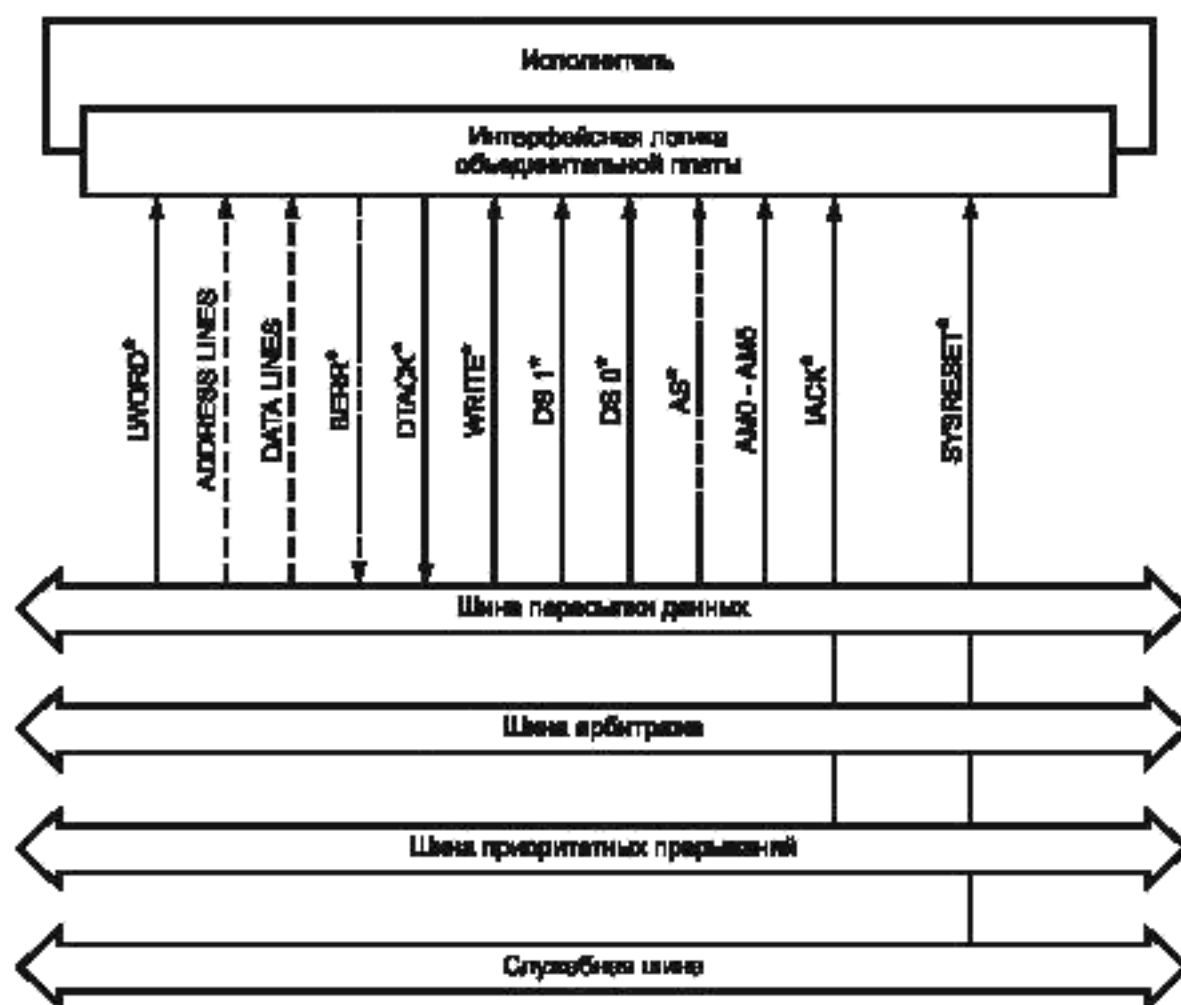 Исполнитель
Интерфейсная логика
объединительной платы
LWORD*
ADDRESS LINES
DATA LINES
BERR*
DTACK*
WRITE*
DS 1*
DS 0*
AS*
AM0 - AM5
IACK*
SYSRESET*
Шина пересылки данных
Шина арбитража
Шина приоритетных прерываний
Служебная шина